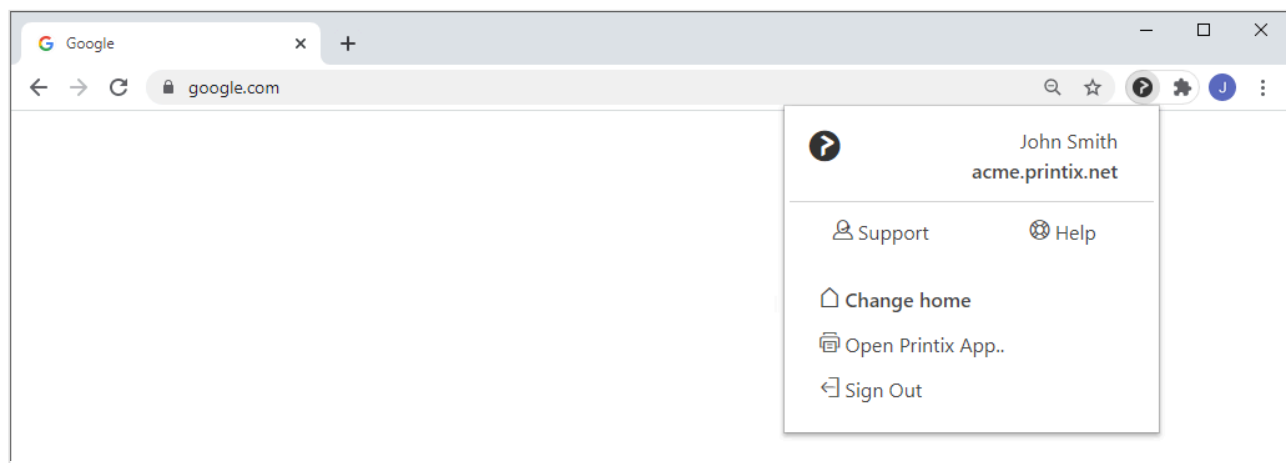 Google
google.com
J
John Smith
acme.printix.net
Support Help
Change home
Open Printix App..
Sign Out